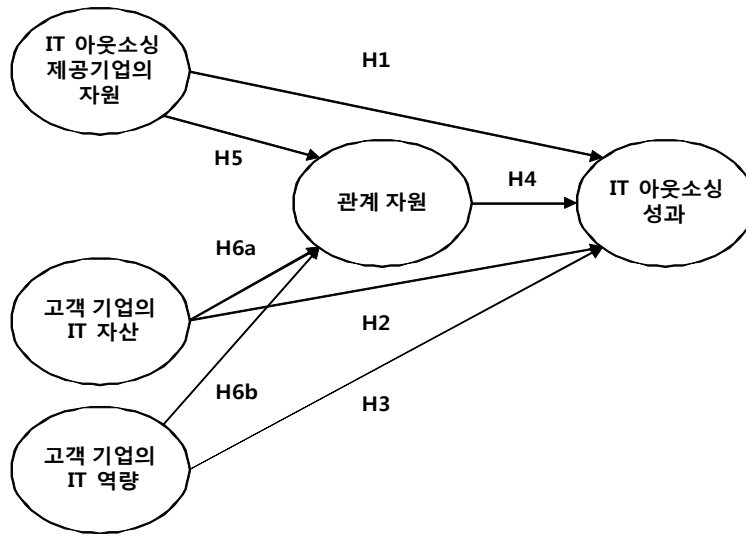 IT 아웃소싱
제공기업의
자원
H1
H5
관계 자원
H4
IT 아웃소싱
성과
H6a
고객 기업의
IT 자산
H2
H6b
H3
고객 기업의
IT 역량